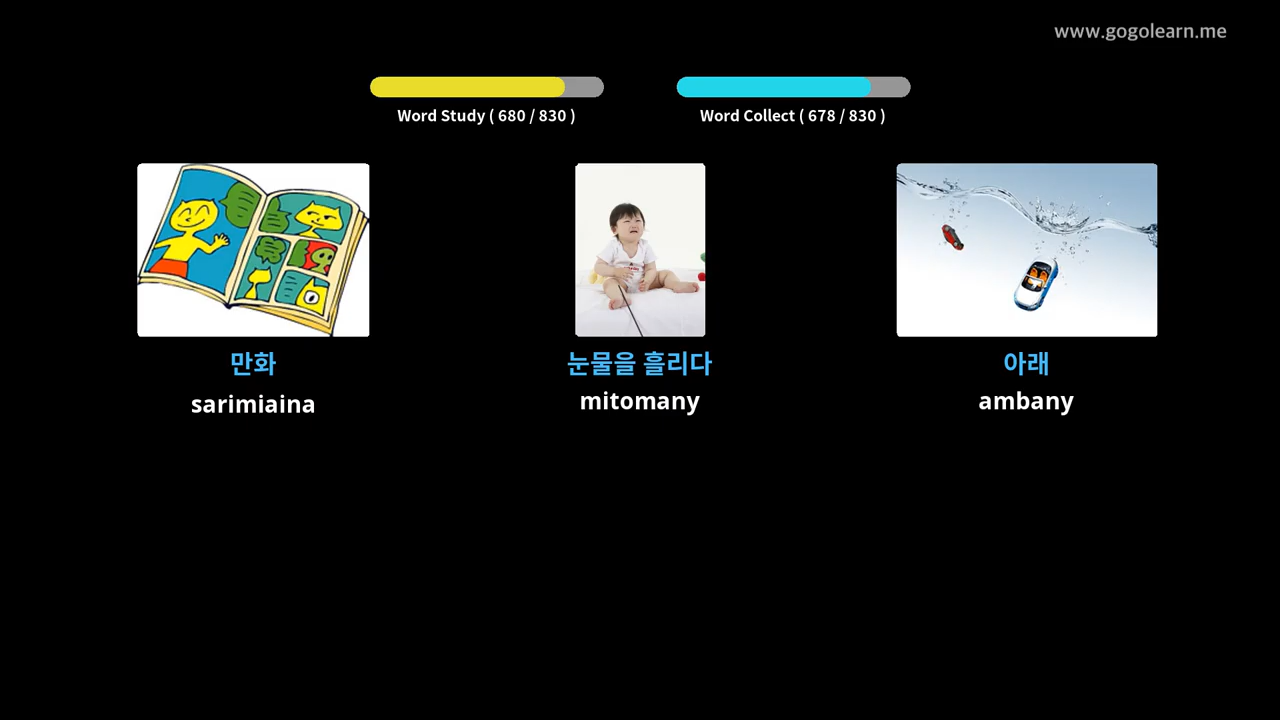 www.gogolearn.me
Word Study ( 680 / 830 )
Word Collect ( 678 / 830 )
만화
눈물을 흘리다
아래
sarimiaina
mitomany
ambany